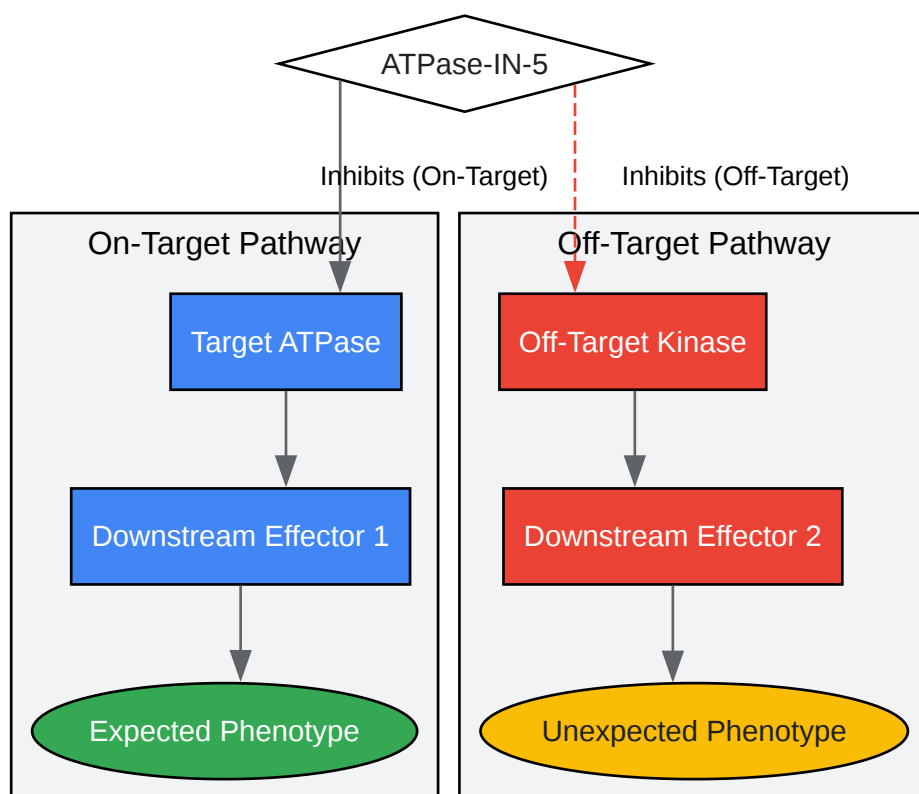 ATPase-IN-5
Inhibits (On-Target)
Inhibits (Off-Target)
On-Target Pathway
Off-Target Pathway
Target ATPase
Off-Target Kinase
Downstream Effector 1
Downstream Effector 2
Expected Phenotype
Unexpected Phenotype